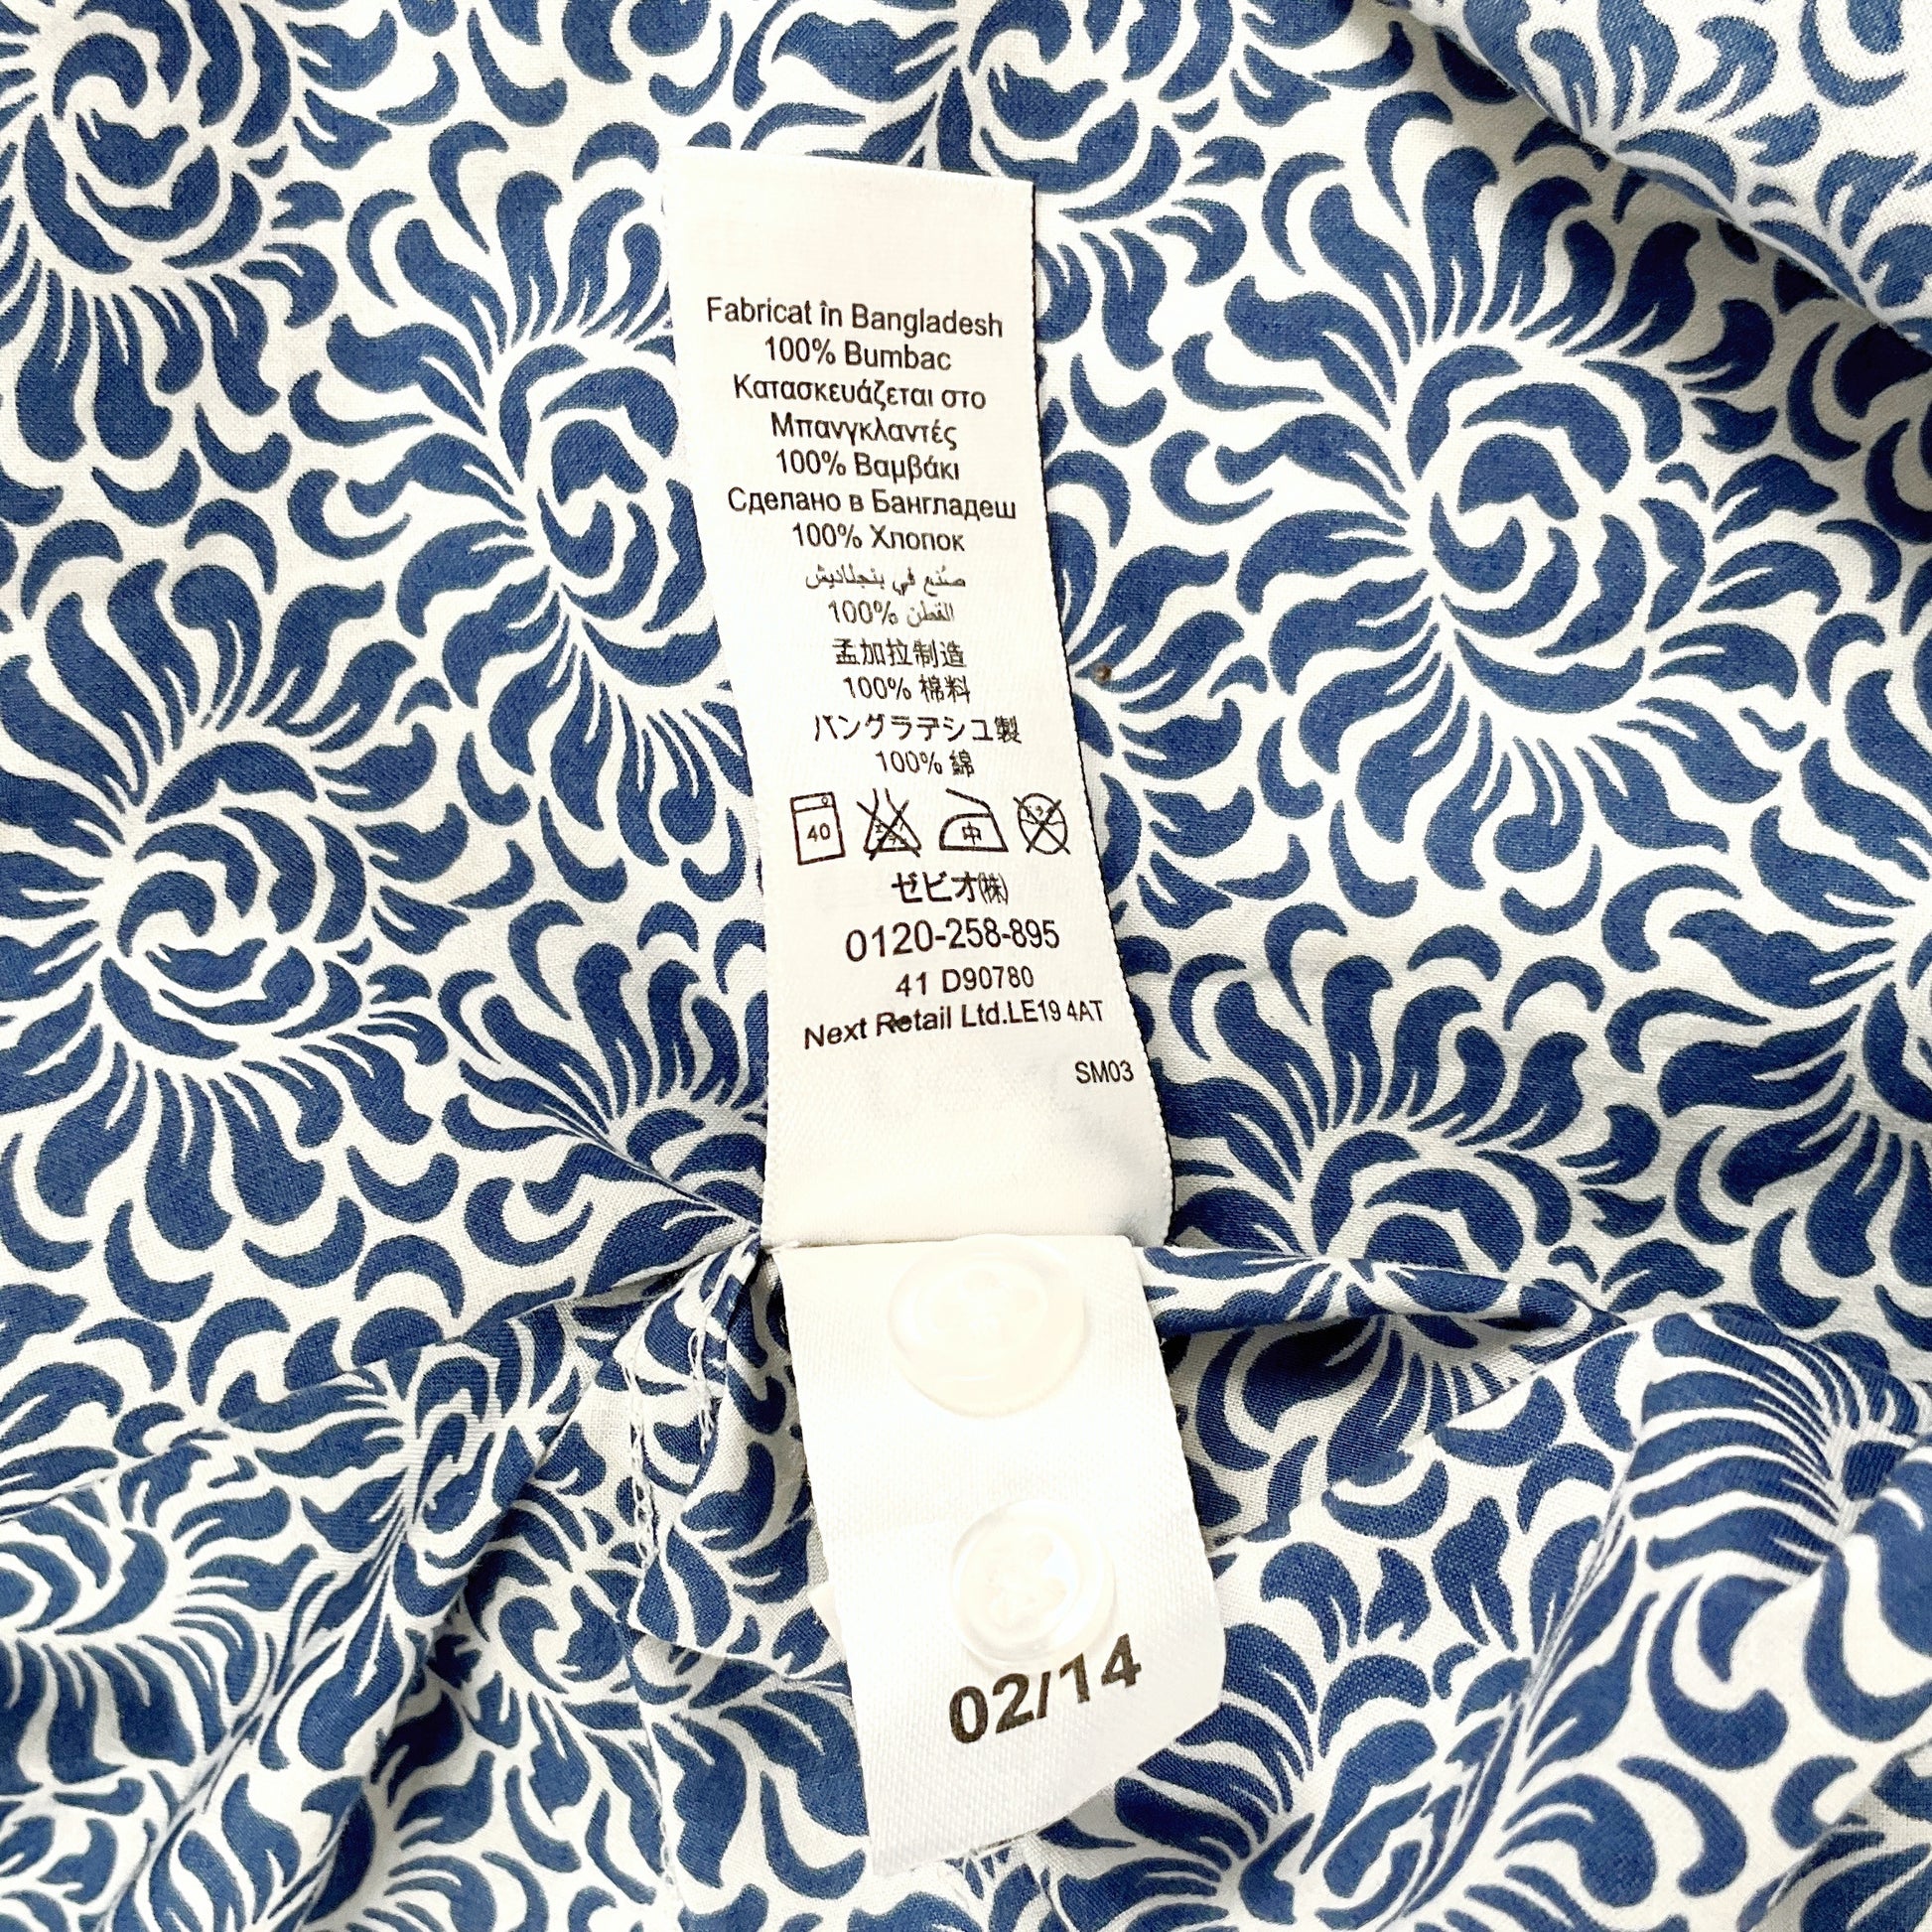 Fabricat în Bangladesh
100% Bumbac
Κατασκευάζεται στο
Μπανγκλαντές
100% Βαμβάκι
Сделано в Бангладеш
100% Хлопок
صنع في بنجلاديش
100% القطن
孟加拉制造
100% 棉料
バングラデシュ製
100% 綿
40 中
ゼビオ㈱
0120-258-895
41 D90780
Next Retail Ltd.LE19 4AT
SM03
02/14